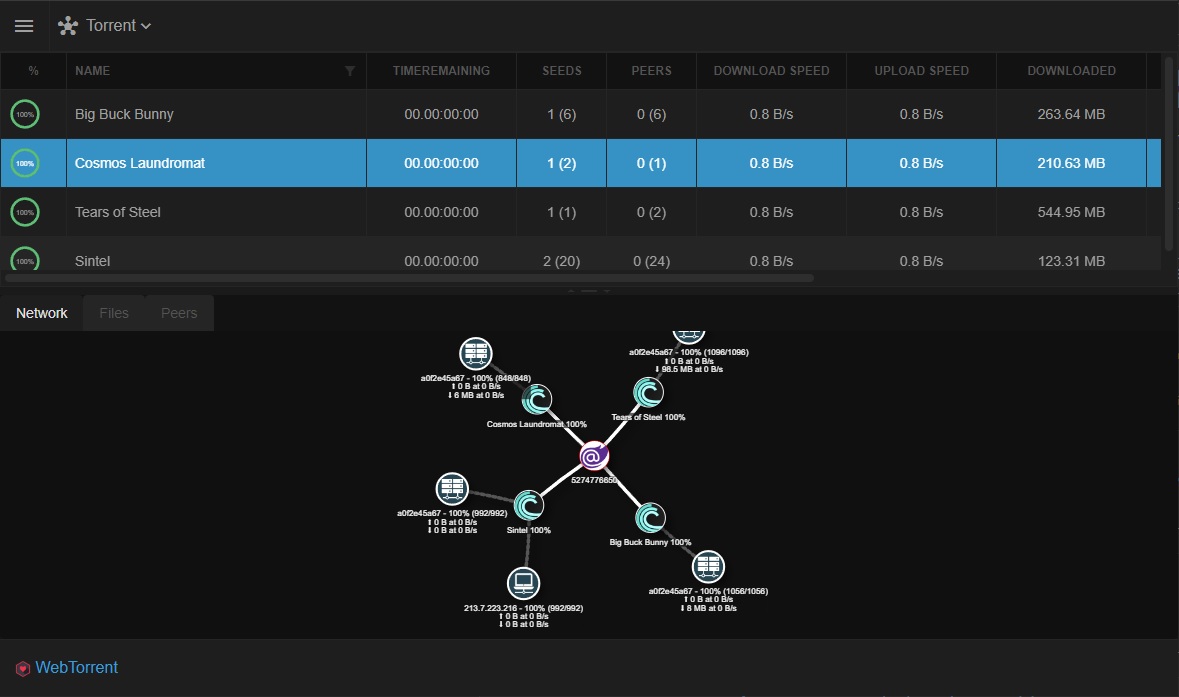 Torrent
% NAME TIMEREMAINING SEEDS PEERS DOWNLOAD SPEED UPLOAD SPEED DOWNLOADED
100% Big Buck Bunny 00.00:00:00 1 (6) 0 (6) 0.8 B/s 0.8 B/s 263.64 MB
100% Cosmos Laundromat 00.00:00:00 1 (2) 0 (1) 0.8 B/s 0.8 B/s 210.63 MB
100% Tears of Steel 00.00:00:00 1 (1) 0 (2) 0.8 B/s 0.8 B/s 544.95 MB
100% Sintel 00.00:00:00 2 (20) 0 (24) 0.8 B/s 0.8 B/s 123.31 MB
Network Files Peers
a0f2e45a67 - 100% (1096/1096)
⬆ 0 B at 0 B/s
⬇ 98.5 MB at 0 B/s
a0f2e45a67 - 100% (848/848)
⬆ 0 B at 0 B/s
⬇ 6 MB at 0 B/s
Tears of Steel 100%
Cosmos Laundromat 100%
@
5274776650
a0f2e45a67 - 100% (992/992)
⬆ 0 B at 0 B/s
⬇ 0 B at 0 B/s
Sintel 100%
Big Buck Bunny 100%
a0f2e45a67 - 100% (1056/1056)
⬆ 0 B at 0 B/s
⬇ 8 MB at 0 B/s
213.7.223.216 - 100% (992/992)
⬆ 0 B at 0 B/s
⬇ 0 B at 0 B/s
WebTorrent